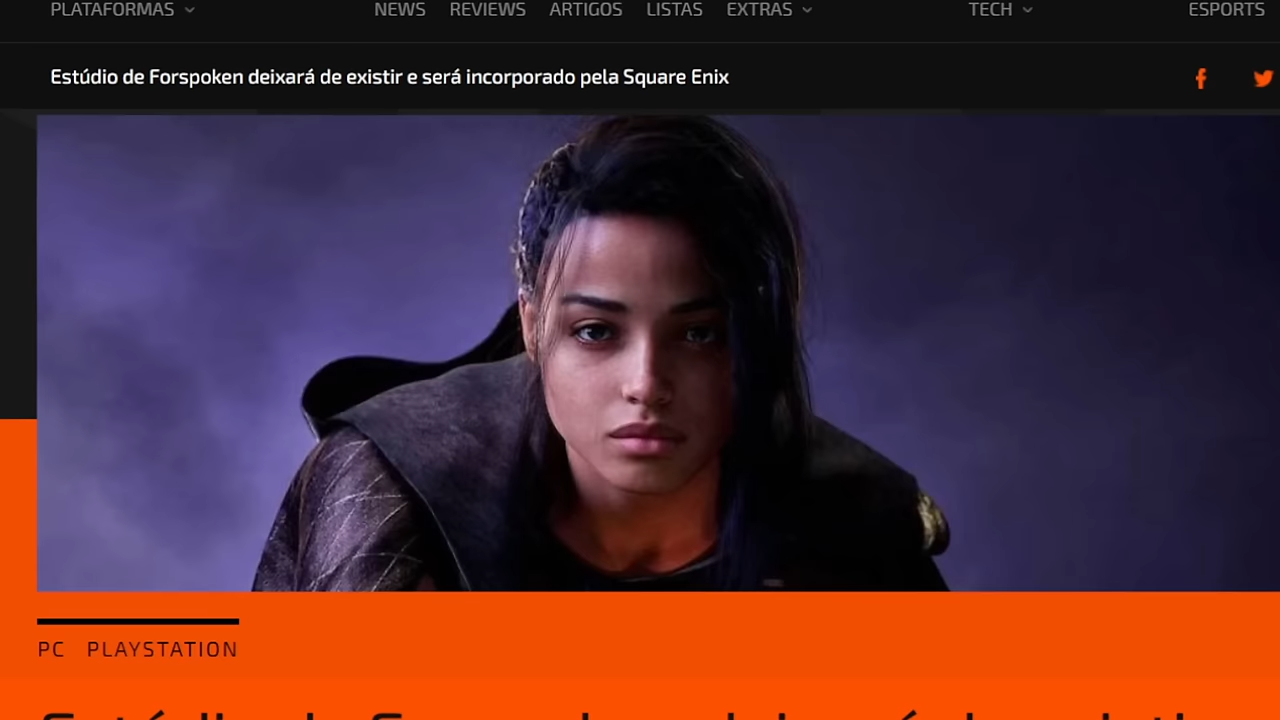 PLATAFORMAS NEWS REVIEWS ARTIGOS LISTAS EXTRAS TECH ESPORTS
Estúdio de Forspoken deixará de existir e será incorporado pela Square Enix
PC PLAYSTATION